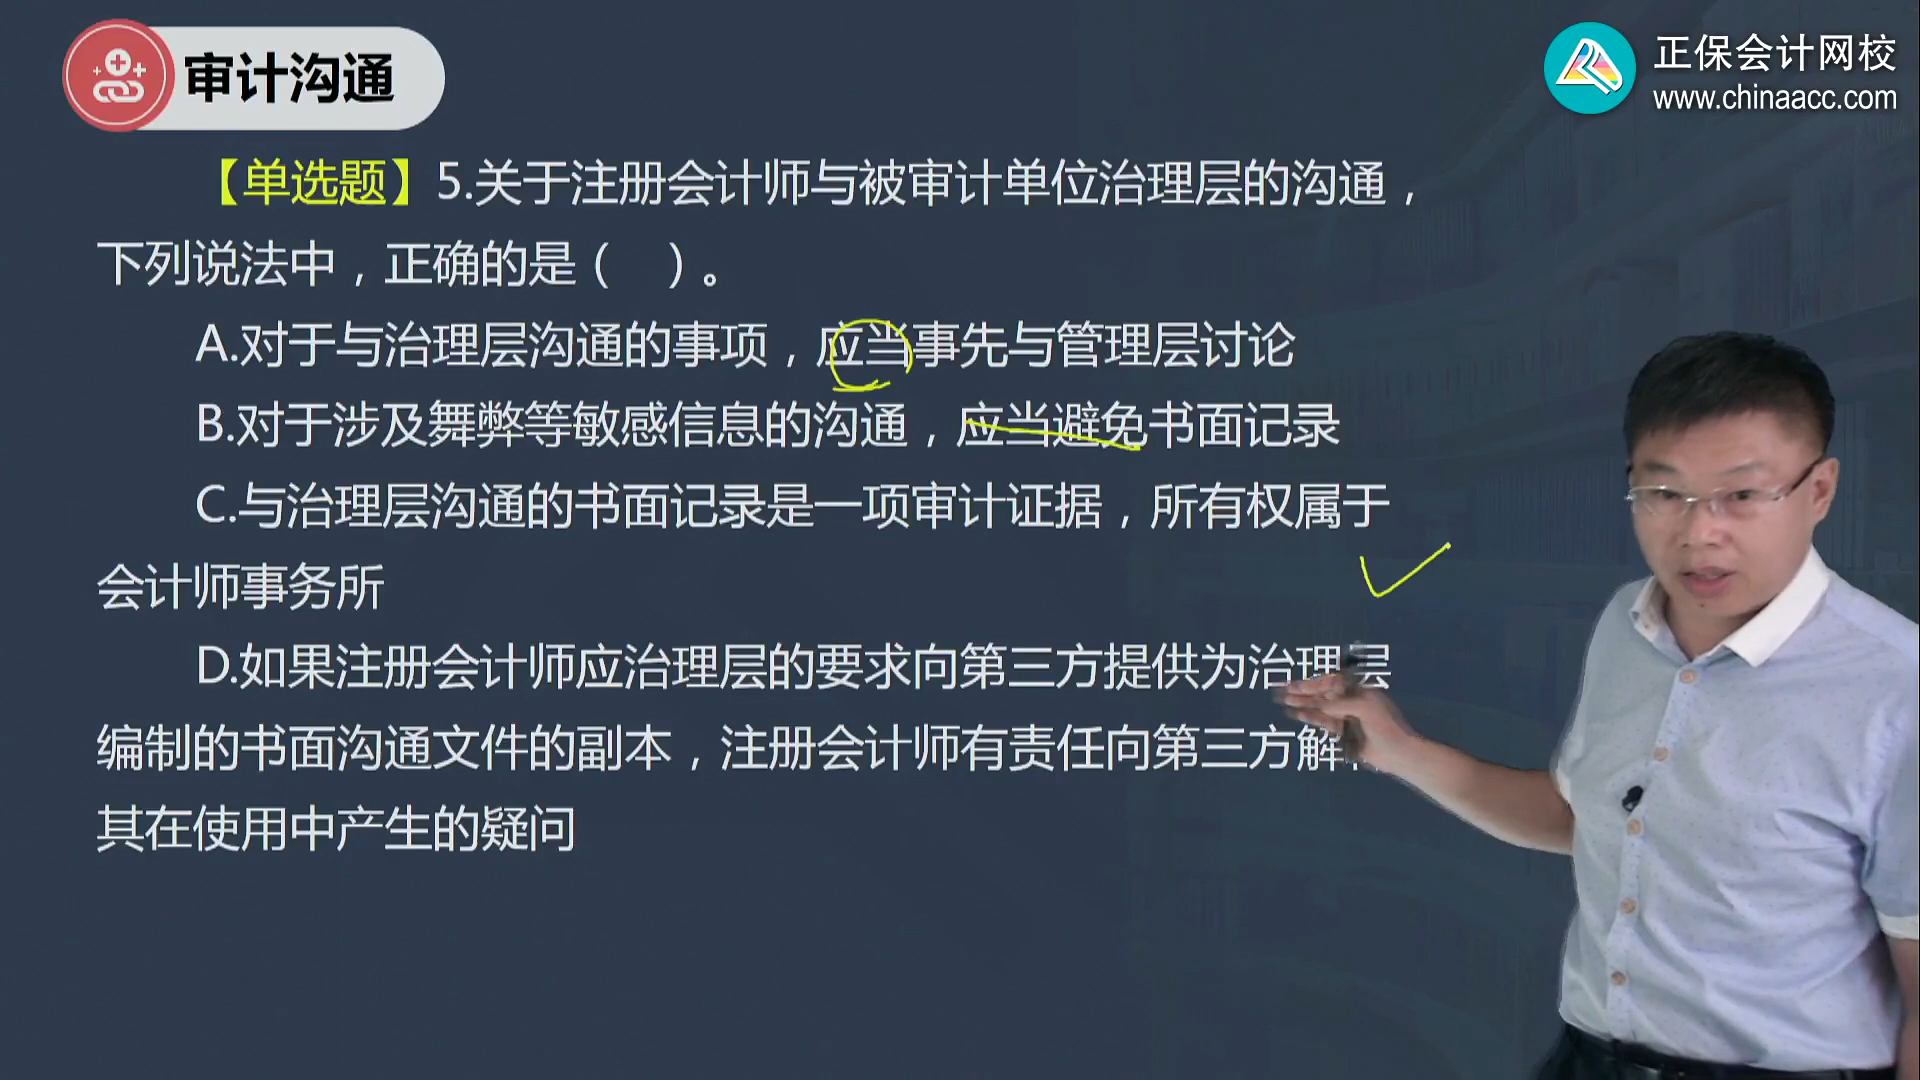 审计沟通
正保会计网校
www.chinaacc.com
【单选题】5.关于注册会计师与被审计单位治理层的沟通，
下列说法中，正确的是（ ）。
A.对于与治理层沟通的事项，应当事先与管理层讨论
B.对于涉及舞弊等敏感信息的沟通，应当避免书面记录
C.与治理层沟通的书面记录是一项审计证据，所有权属于
会计师事务所
D.如果注册会计师应治理层的要求向第三方提供为治理层
编制的书面沟通文件的副本，注册会计师有责任向第三方解
其在使用中产生的疑问